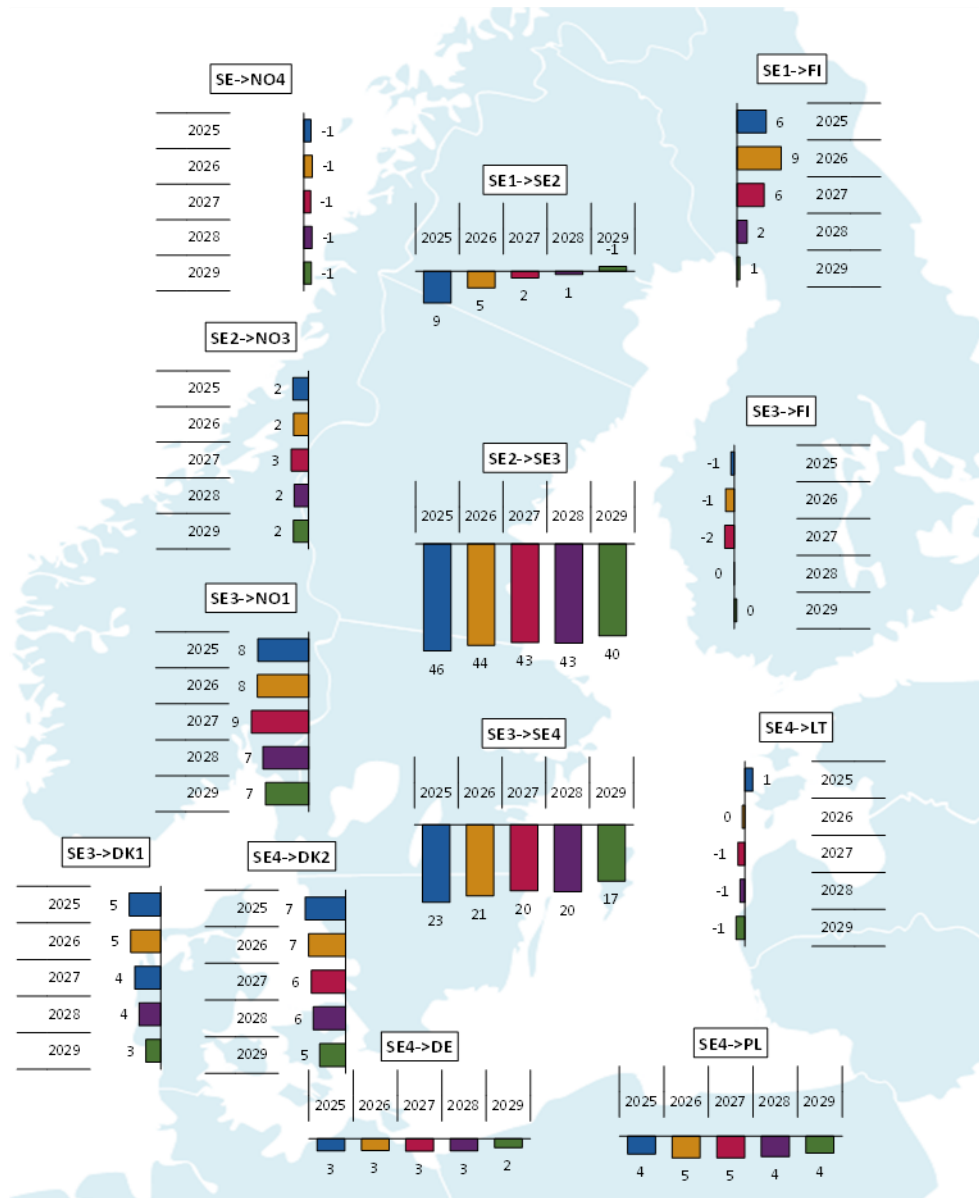 SE->NO4
2025 -1
2026 -1
2027 -1
2028 -1
2029 -1
SE1->FI
6 2025
9 2026
6 2027
2 2028
1 2029
SE1->SE2
2025 2026 2027 2028 2029
9 5 2 1 -1
SE2->NO3
2025 2
2026 2
2027 3
2028 2
2029 2
SE3->FI
-1 2025
-1 2026
-2 2027
0 2028
0 2029
SE2->SE3
2025 2026 2027 2028 2029
46 44 43 43 40
SE3->NO1
2025 8
2026 8
2027 9
2028 7
2029 7
SE3->SE4
2025 2026 2027 2028 2029
23 21 20 20 17
SE4->LT
1 2025
0 2026
-1 2027
-1 2028
-1 2029
SE3->DK1
2025 5
2026 5
2027 4
2028 4
2029 3
SE4->DK2
2025 7
2026 7
2027 6
2028 6
2029 5
SE4->DE
2025 2026 2027 2028 2029
3 3 3 3 2
SE4->PL
2025 2026 2027 2028 2029
4 5 5 4 4